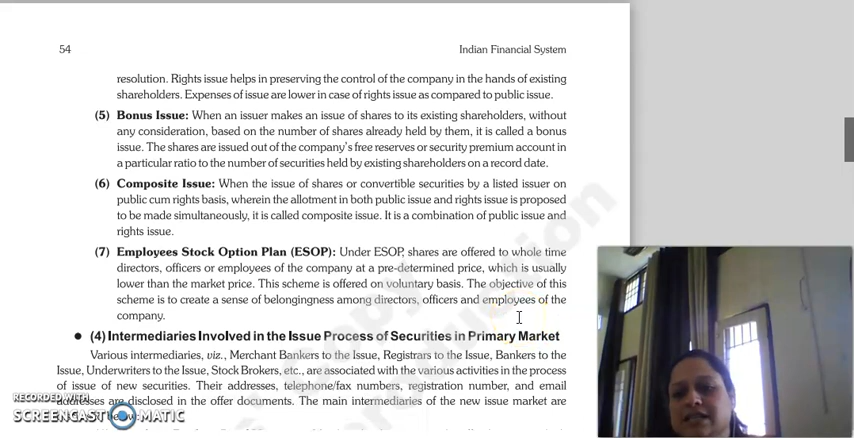 54 Indian Financial System
resolution. Rights issue helps in preserving the control of the company in the hands of existing
shareholders. Expenses of issue are lower in case of rights issue as compared to public issue.
(5) Bonus Issue: When an issuer makes an issue of shares to its existing shareholders, without
any consideration, based on the number of shares already held by them, it is called a bonus
issue. The shares are issued out of the company's free reserves or security premium account in
a particular ratio to the number of securities held by existing shareholders on a record date.
(6) Composite Issue: When the issue of shares or convertible securities by a listed issuer on
public cum rights basis, wherein the allotment in both public issue and rights issue is proposed
to be made simultaneously, it is called composite issue. It is a combination of public issue and
rights issue.
(7) Employees Stock Option Plan (ESOP): Under ESOP, shares are offered to whole time
directors, officers or employees of the company at a pre-determined price, which is usually
lower than the market price. This scheme is offered on voluntary basis. The objective of this
scheme is to create a sense of belongingness among directors, officers and employees of the
company.
● (4) Intermediaries Involved in the Issue Process of Securities in Primary Market
Various intermediaries, viz., Merchant Bankers to the Issue, Registrars to the Issue, Bankers to the
Issue, Underwriters to the Issue, Stock Brokers, etc., are associated with the various activities in the process
of issue of new securities. Their addresses, telephone/fax numbers, registration number, and email
addresses are disclosed in the offer documents. The main intermediaries of the new issue market are
RECORDED WITH
SCREENCAST MATIC